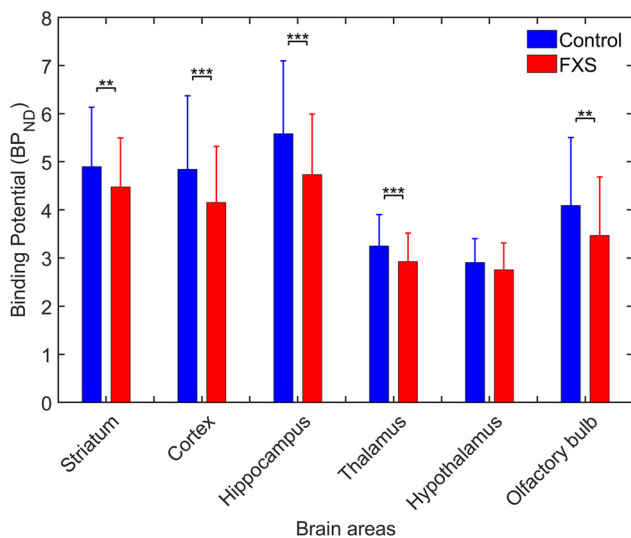 8
7
6
5
4
3
2
1
0
Binding Potential (BP_ND)
Control
FXS
**
***
***
***
**
Striatum
Cortex
Hippocampus
Thalamus
Hypothalamus
Olfactory bulb
Brain areas